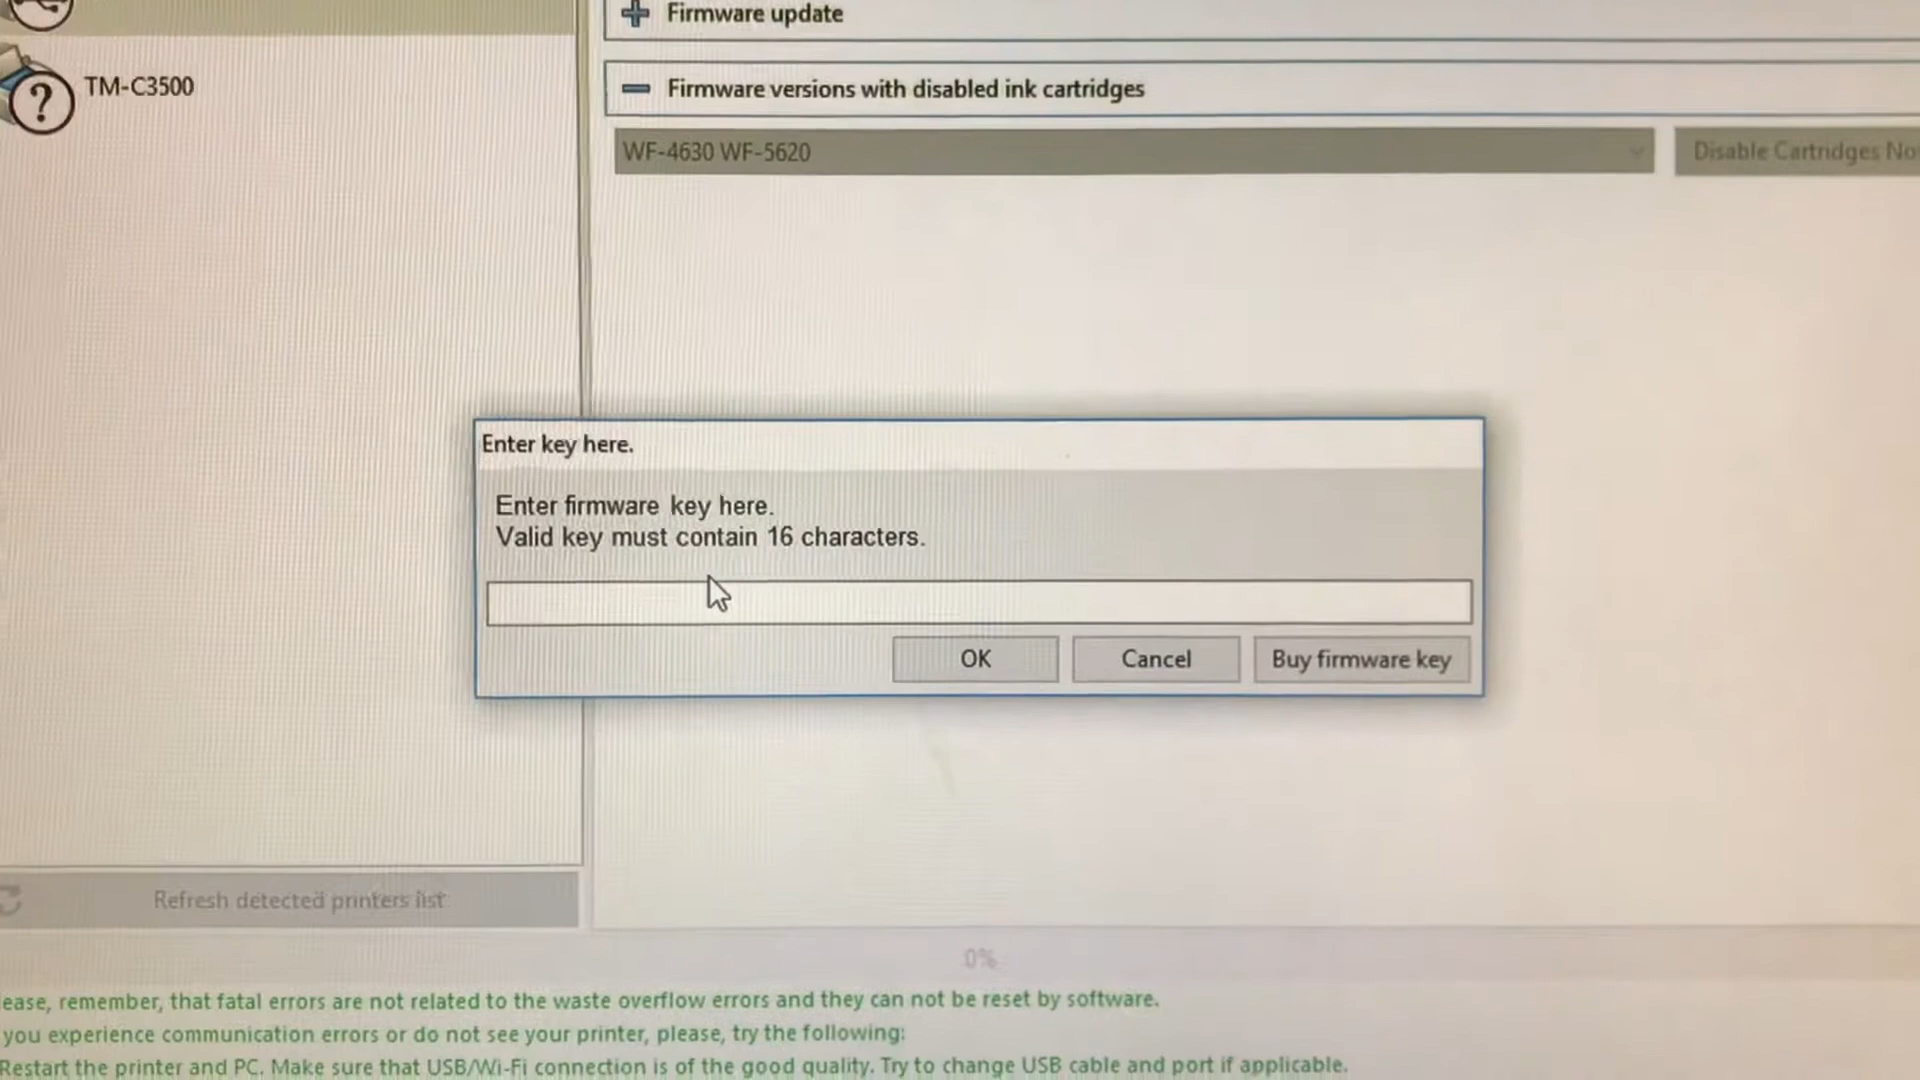 Firmware update
TM-C3500
Firmware versions with disabled ink cartridges
WF-4630 WF-5620
Disable Cartridges No
Enter key here.
Enter firmware key here.
Valid key must contain 16 characters.
OK
Cancel
Buy firmware key
Refresh detected printers list
0%
ease, remember, that fatal errors are not related to the waste overflow errors and they can not be reset by software.
you experience communication errors or do not see your printer, please, try the following:
Restart the printer and PC. Make sure that USB/Wi-Fi connection is of the good quality. Try to change USB cable and port if applicable.